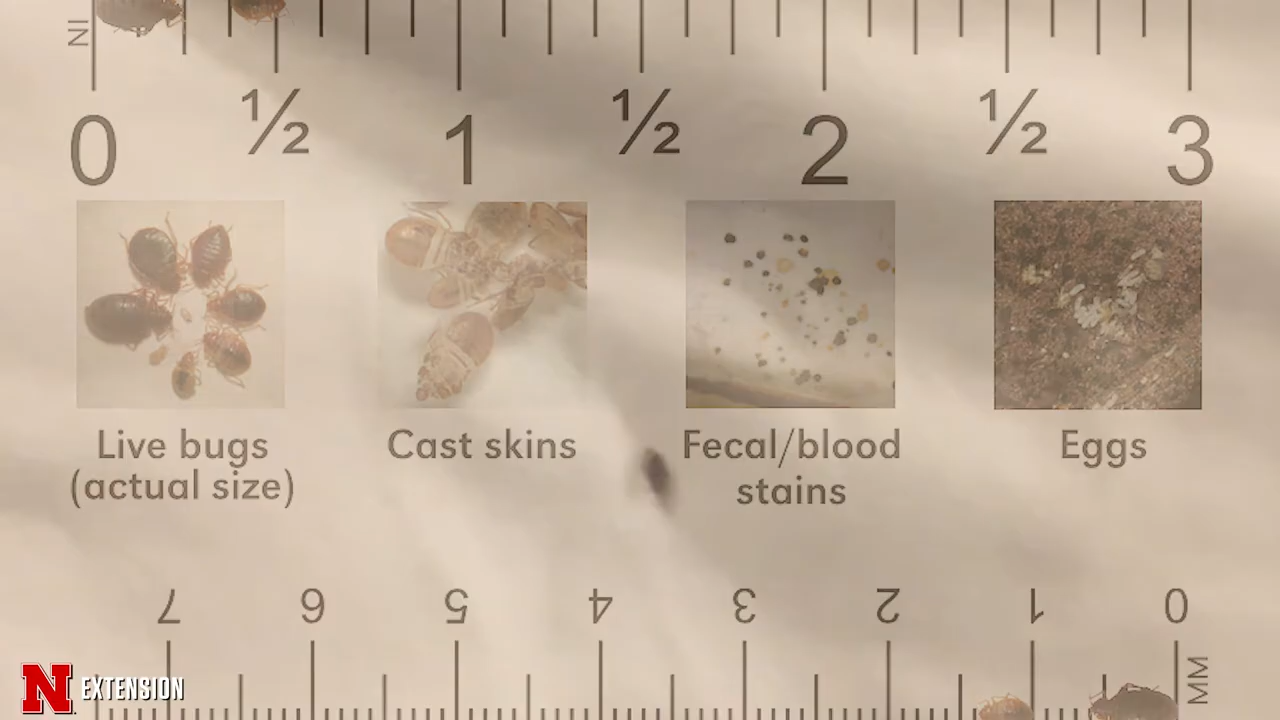 IN
0 ½ 1 ½ 2 ½ 3
Live bugs
(actual size)
Cast skins
Fecal/blood
stains
Eggs
7 6 5 4 3 2 1 0
MM
N EXTENSION